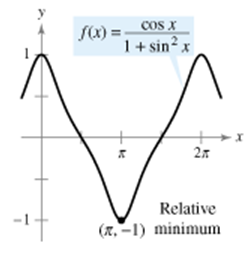 y
f(x) = cos x / 1 + sin² x
1
x
π
2π
−1
Relative
(π, −1) minimum